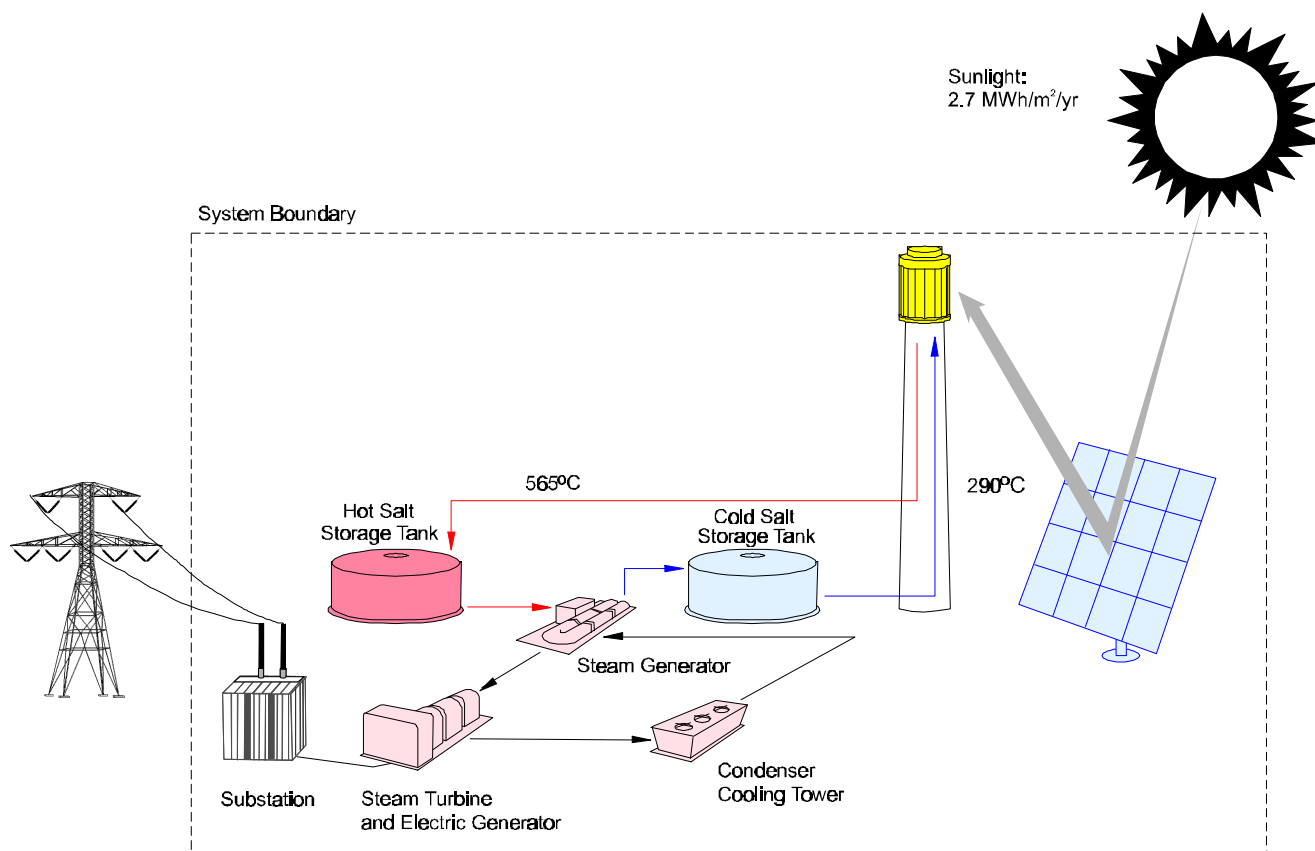 Sunlight:
2.7 MWh/m²/yr
System Boundary
565ºC
290ºC
Hot Salt
Storage Tank
Cold Salt
Storage Tank
Steam Generator
Substation
Steam Turbine
and Electric Generator
Condenser
Cooling Tower